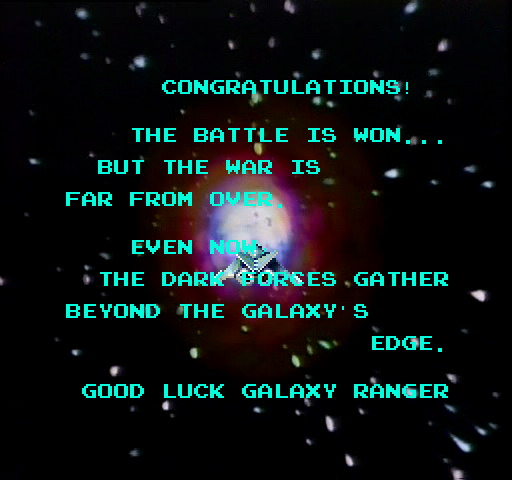 CONGRATULATIONS!
THE BATTLE IS WON...
BUT THE WAR IS
FAR FROM OVER.
EVEN NOW,
THE DARK FORCES GATHER
BEYOND THE GALAXY'S
EDGE.
GOOD LUCK GALAXY RANGER